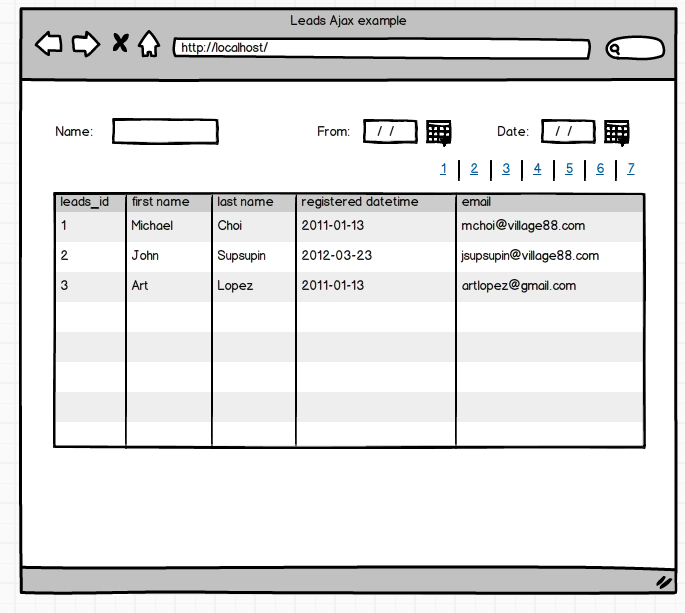 Leads Ajax example
http://localhost/
Name: From: / / Date: / /
1 2 3 4 5 6 7
leads_id first name last name registered datetime email
1 Michael Choi 2011-01-13 mchoi@village88.com
2 John Supsupin 2012-03-23 jsupsupin@village88.com
3 Art Lopez 2011-01-13 artlopez@gmail.com